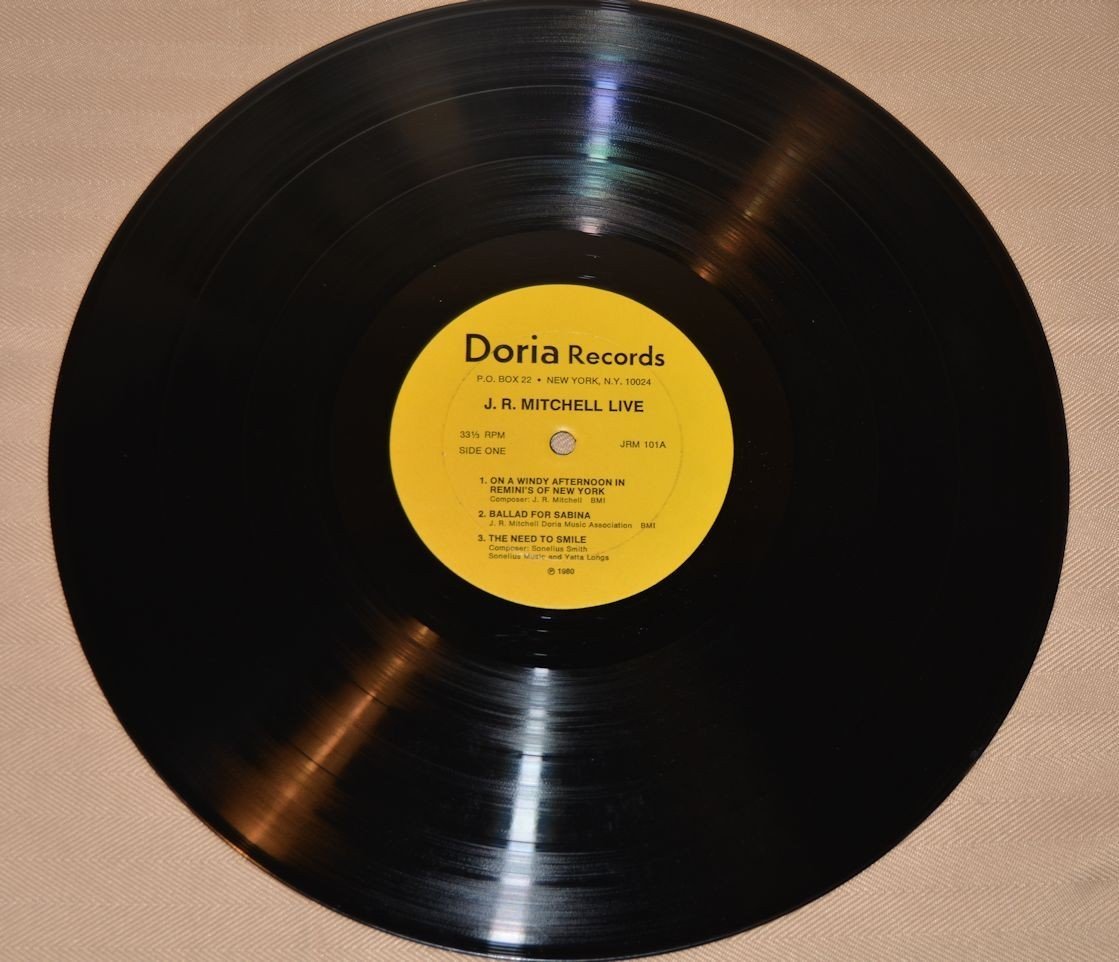 Doria Records
P.O. BOX 22 • NEW YORK, N.Y. 10024
J. R. MITCHELL LIVE
33⅓ RPM
SIDE ONE
JRM 101A
1. ON A WINDY AFTERNOON IN
REMINI'S OF NEW YORK
Composer: J. R. Mitchell BMI
2. BALLAD FOR SABINA
J. R. Mitchell Doria Music Association BMI
3. THE NEED TO SMILE
Composer: Sonelius Smith
Sonelius Music and Yatta Longs
℗ 1980